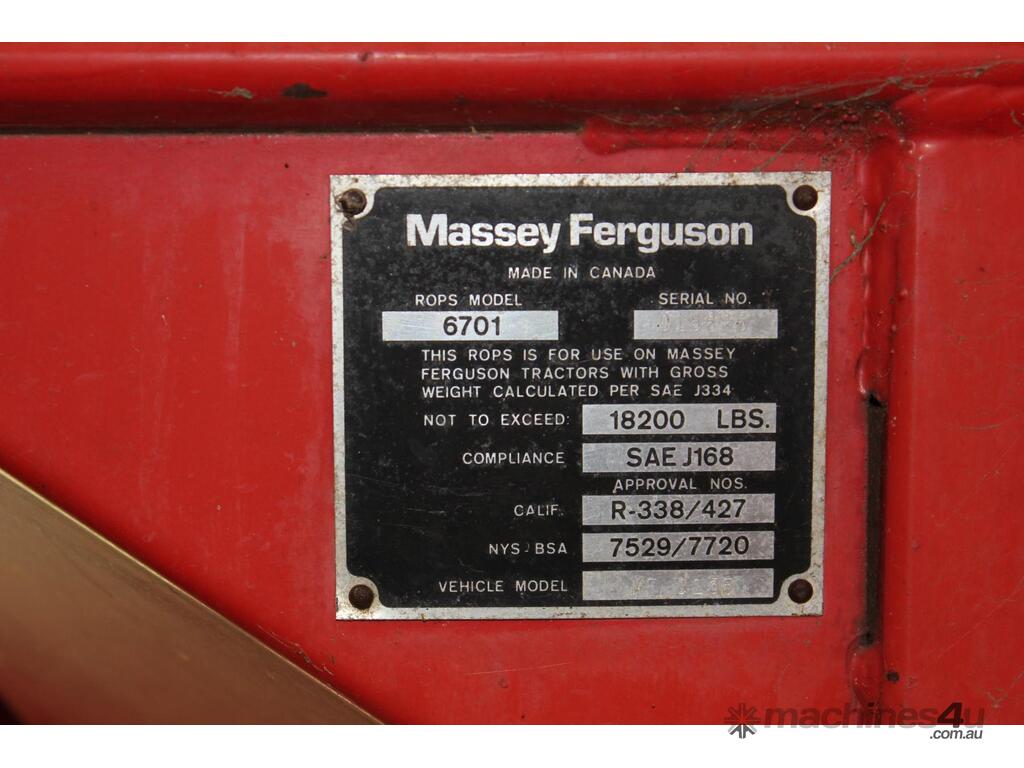 Massey Ferguson
MADE IN CANADA
ROPS MODEL SERIAL NO.
6701
THIS ROPS IS FOR USE ON MASSEY
FERGUSON TRACTORS WITH GROSS
WEIGHT CALCULATED PER SAE J334
NOT TO EXCEED: 18200 LBS.
COMPLIANCE SAE J168
APPROVAL NOS.
CALIF. R-338/427
NYS BSA 7529/7720
VEHICLE MODEL
machines4u
.com.au